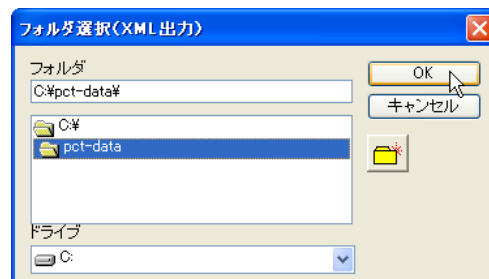 フォルダ選択(XML出力)
フォルダ
C:¥pct-data¥
OK
キャンセル
C:¥
pct-data
ドライブ
C: